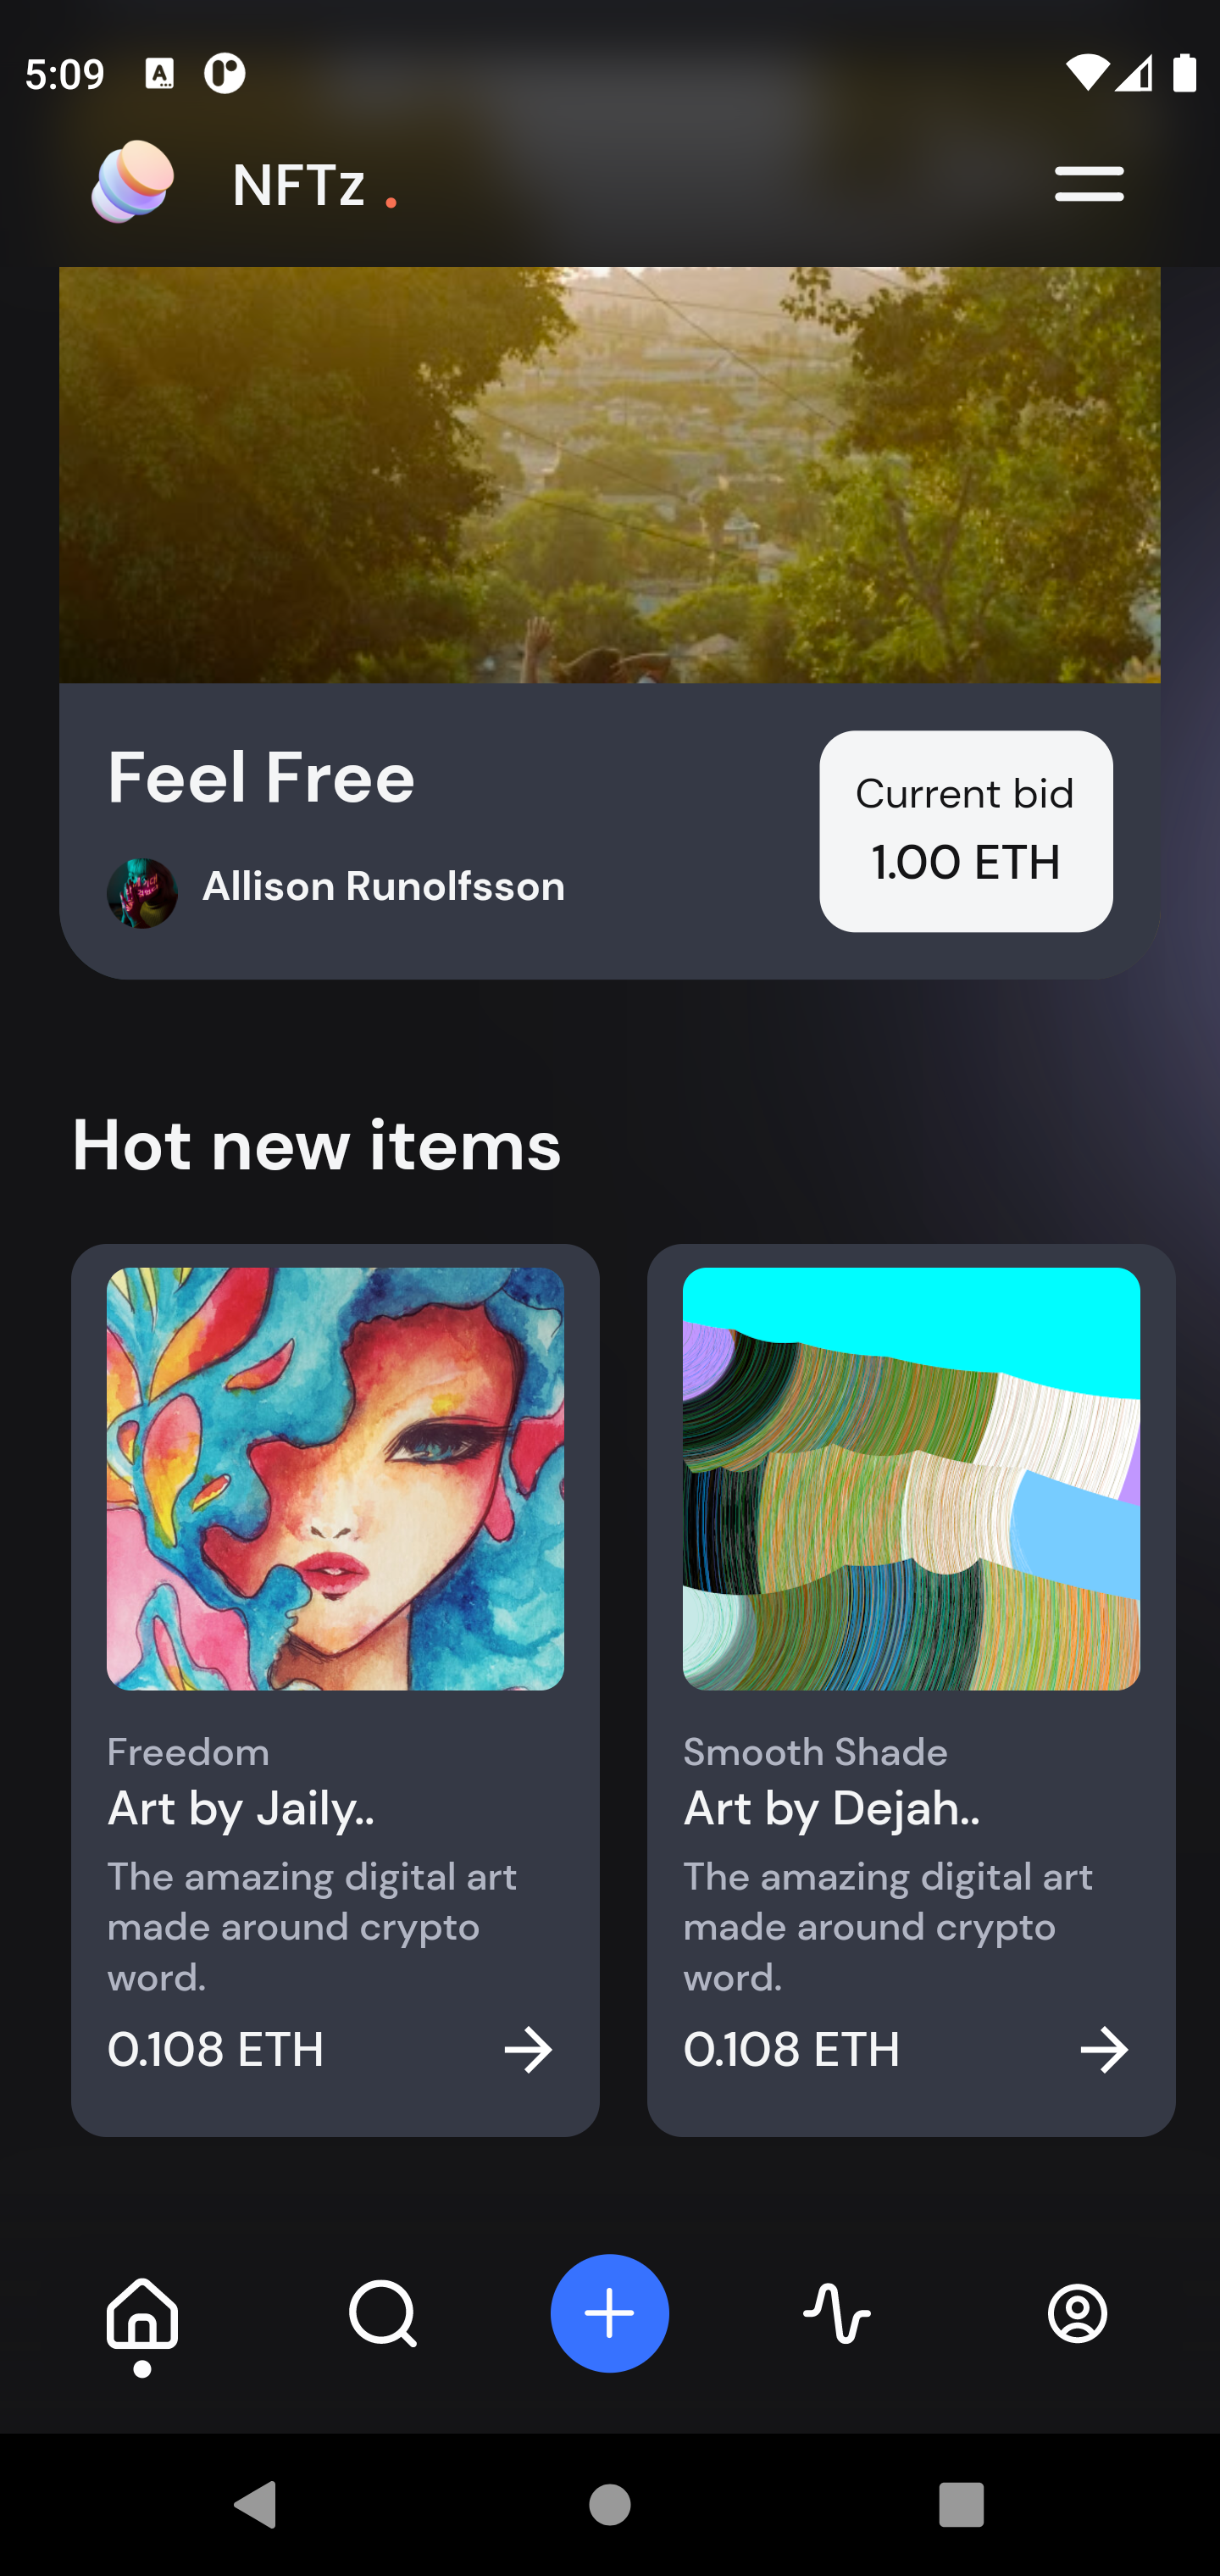 5:09
NFTz .
Feel Free
Allison Runolfsson
Current bid
1.00 ETH
Hot new items
Freedom
Art by Jaily..
The amazing digital art
made around crypto
word.
0.108 ETH
Smooth Shade
Art by Dejah..
The amazing digital art
made around crypto
word.
0.108 ETH